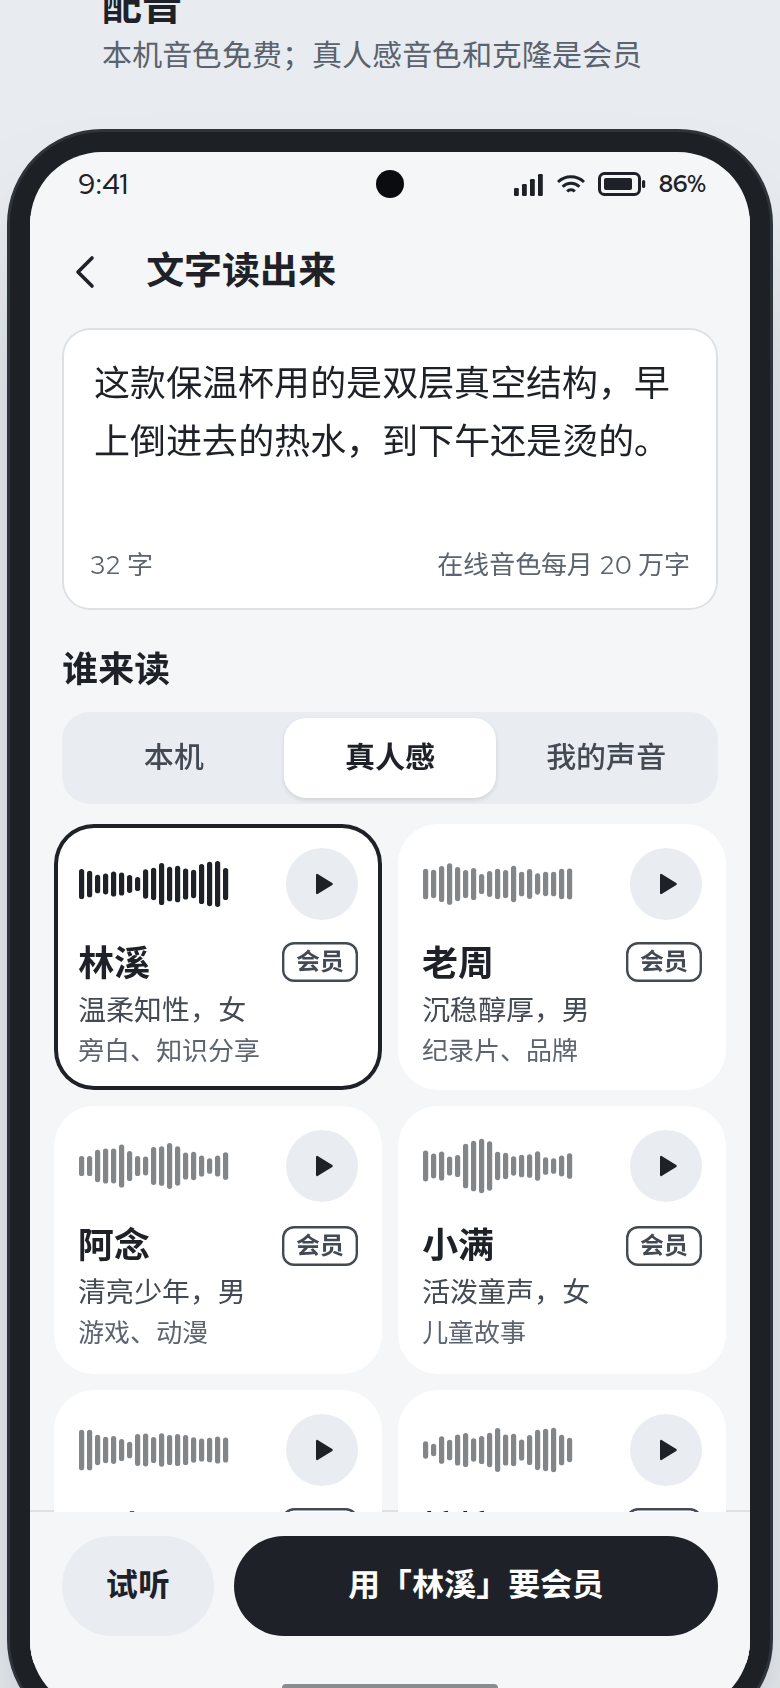 配音
本机音色免费；真人感音色和克隆是会员
9:41
86%
文字读出来
这款保温杯用的是双层真空结构，早
上倒进去的热水，到下午还是烫的。
32 字
在线音色每月 20 万字
谁来读
本机
真人感
我的声音
林溪
会员
温柔知性，女
旁白、知识分享
老周
会员
沉稳醇厚，男
纪录片、品牌
阿念
会员
清亮少年，男
游戏、动漫
小满
会员
活泼童声，女
儿童故事
试听
用「林溪」要会员